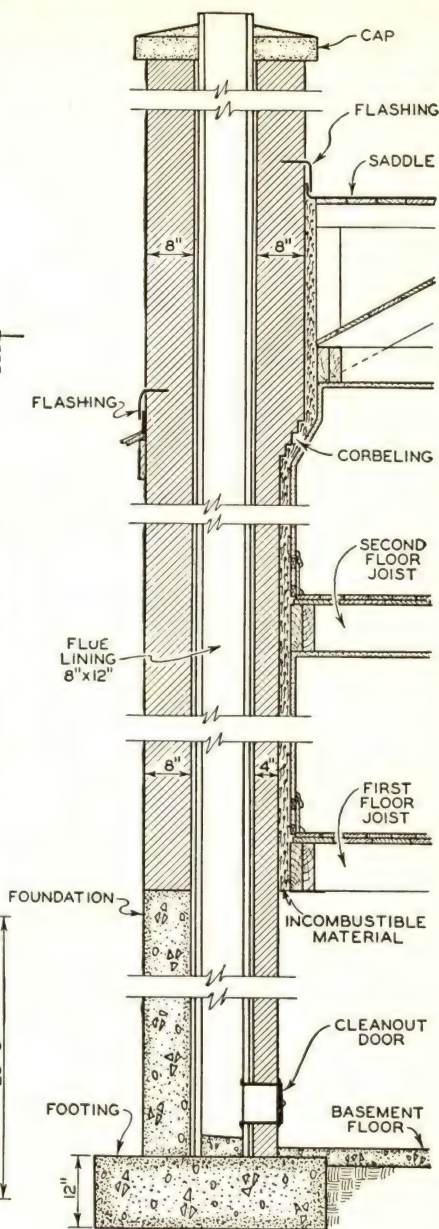 CAP
FLASHING
SADDLE
8"
8"
FLASHING
CORBELING
SECOND
FLOOR
JOIST
FLUE
LINING
8"x12"
8"
4"
FIRST
FLOOR
JOIST
FOUNDATION
INCOMBUSTIBLE
MATERIAL
CLEANOUT
DOOR
FOOTING
BASEMENT
FLOOR
12"